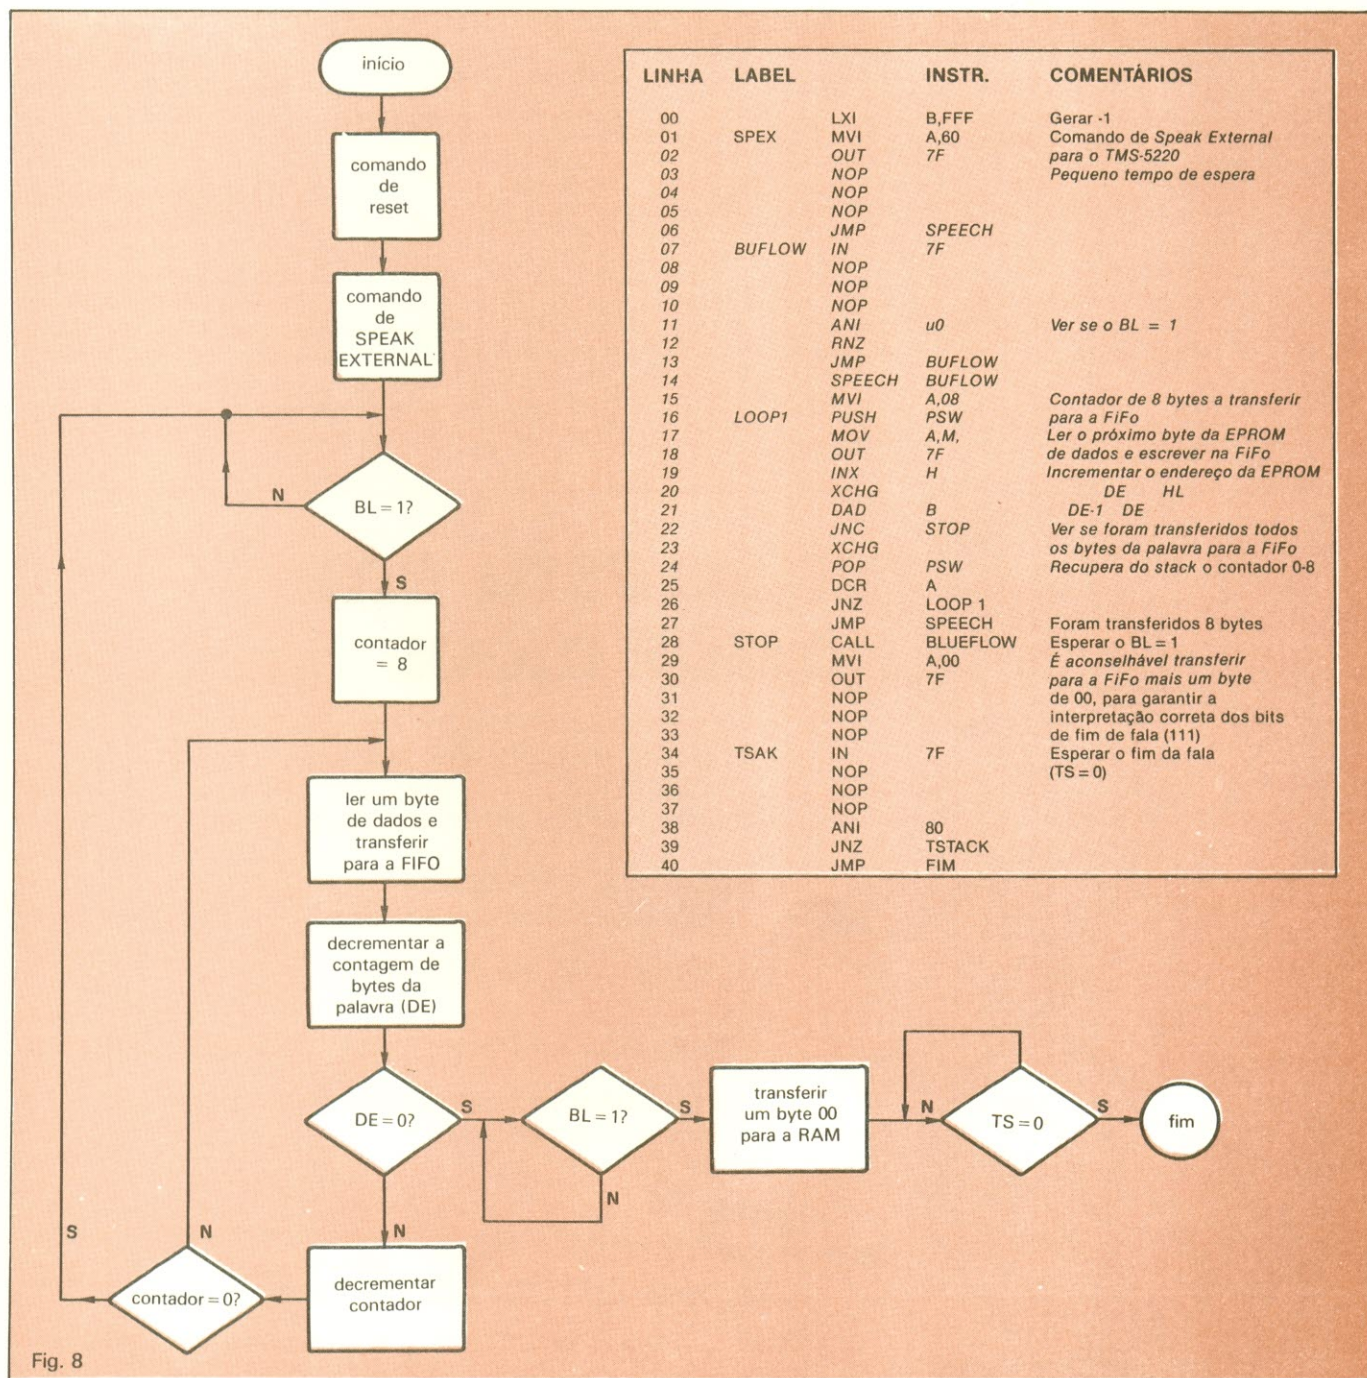 início
comando
de
reset
comando
de
SPEAK
EXTERNAL
BL = 1?
N
S
contador
= 8
ler um byte
de dados e
transferir
para a FIFO
decrementar a
contagem de
bytes da
palavra (DE)
DE = 0?
S
N
BL = 1?
S
N
transferir
um byte 00
para a RAM
N
TS = 0
S
fim
decrementar
contador
contador = 0?
N
S
Fig. 8
LINHA LABEL INSTR. COMENTÁRIOS
00 LXI B,FFF Gerar -1
01 SPEX MVI A,60 Comando de Speak External
02 OUT 7F para o TMS-5220
03 NOP Pequeno tempo de espera
04 NOP
05 NOP
06 JMP SPEECH
07 BUFLOW IN 7F
08 NOP
09 NOP
10 NOP
11 ANI u0 Ver se o BL = 1
12 RNZ
13 JMP BUFLOW
14 SPEECH BUFLOW
15 MVI A,08 Contador de 8 bytes a transferir
16 LOOP1 PUSH PSW para a FiFo
17 MOV A,M, Ler o próximo byte da EPROM
18 OUT 7F de dados e escrever na FiFo
19 INX H Incrementar o endereço da EPROM
20 XCHG DE HL
21 DAD B DE-1 DE
22 JNC STOP Ver se foram transferidos todos
23 XCHG os bytes da palavra para a FiFo
24 POP PSW Recupera do stack o contador 0-8
25 DCR A
26 JNZ LOOP 1
27 JMP SPEECH Foram transferidos 8 bytes
28 STOP CALL BLUEFLOW Esperar o BL = 1
29 MVI A,00 É aconselhável transferir
30 OUT 7F para a FiFo mais um byte
31 NOP de 00, para garantir a
32 NOP interpretação correta dos bits
33 NOP de fim de fala (111)
34 TSAK IN 7F Esperar o fim da fala
35 NOP (TS = 0)
36 NOP
37 NOP
38 ANI 80
39 JNZ TSTACK
40 JMP FIM